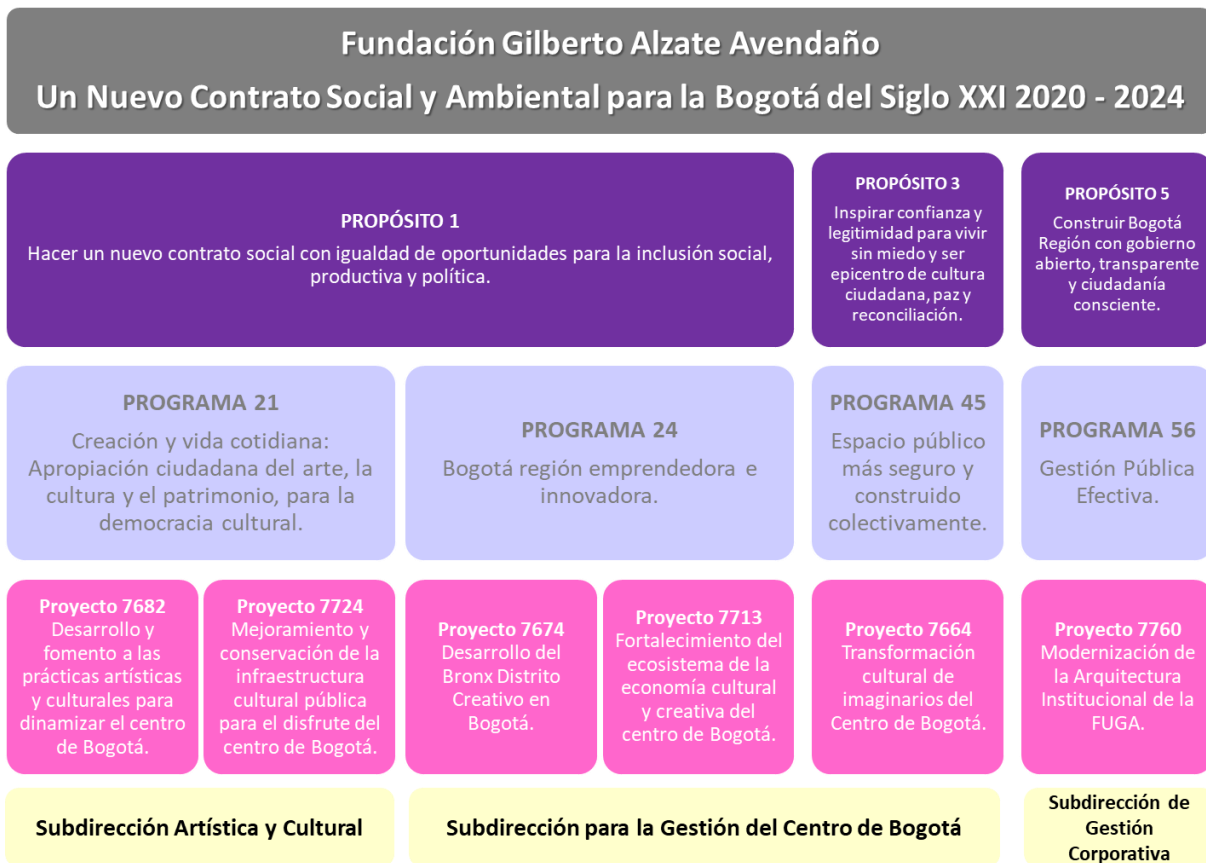 Fundación Gilberto Alzate Avendaño
Un Nuevo Contrato Social y Ambiental para la Bogotá del Siglo XXI 2020 - 2024
PROPÓSITO 1
Hacer un nuevo contrato social con igualdad de oportunidades para la inclusión social,
productiva y política.
PROPÓSITO 3
Inspirar confianza y
legitimidad para vivir
sin miedo y ser
epicentro de cultura
ciudadana, paz y
reconciliación.
PROPÓSITO 5
Construir Bogotá
Región con gobierno
abierto, transparente
y ciudadanía
consciente.
PROGRAMA 21
Creación y vida cotidiana:
Apropiación ciudadana del arte, la
cultura y el patrimonio, para la
democracia cultural.
PROGRAMA 24
Bogotá región emprendedora e
innovadora.
PROGRAMA 45
Espacio público
más seguro y
construido
colectivamente.
PROGRAMA 56
Gestión Pública
Efectiva.
Proyecto 7682
Desarrollo y
fomento a las
prácticas artísticas
y culturales para
dinamizar el centro
de Bogotá.
Proyecto 7724
Mejoramiento y
conservación de la
infraestructura
cultural pública
para el disfrute del
centro de Bogotá.
Proyecto 7674
Desarrollo del
Bronx Distrito
Creativo en
Bogotá.
Proyecto 7713
Fortalecimiento del
ecosistema de la
economía cultural
y creativa del
centro de Bogotá.
Proyecto 7664
Transformación
cultural de
imaginarios del
Centro de Bogotá.
Proyecto 7760
Modernización de
la Arquitectura
Institucional de la
FUGA.
Subdirección Artística y Cultural
Subdirección para la Gestión del Centro de Bogotá
Subdirección de
Gestión
Corporativa